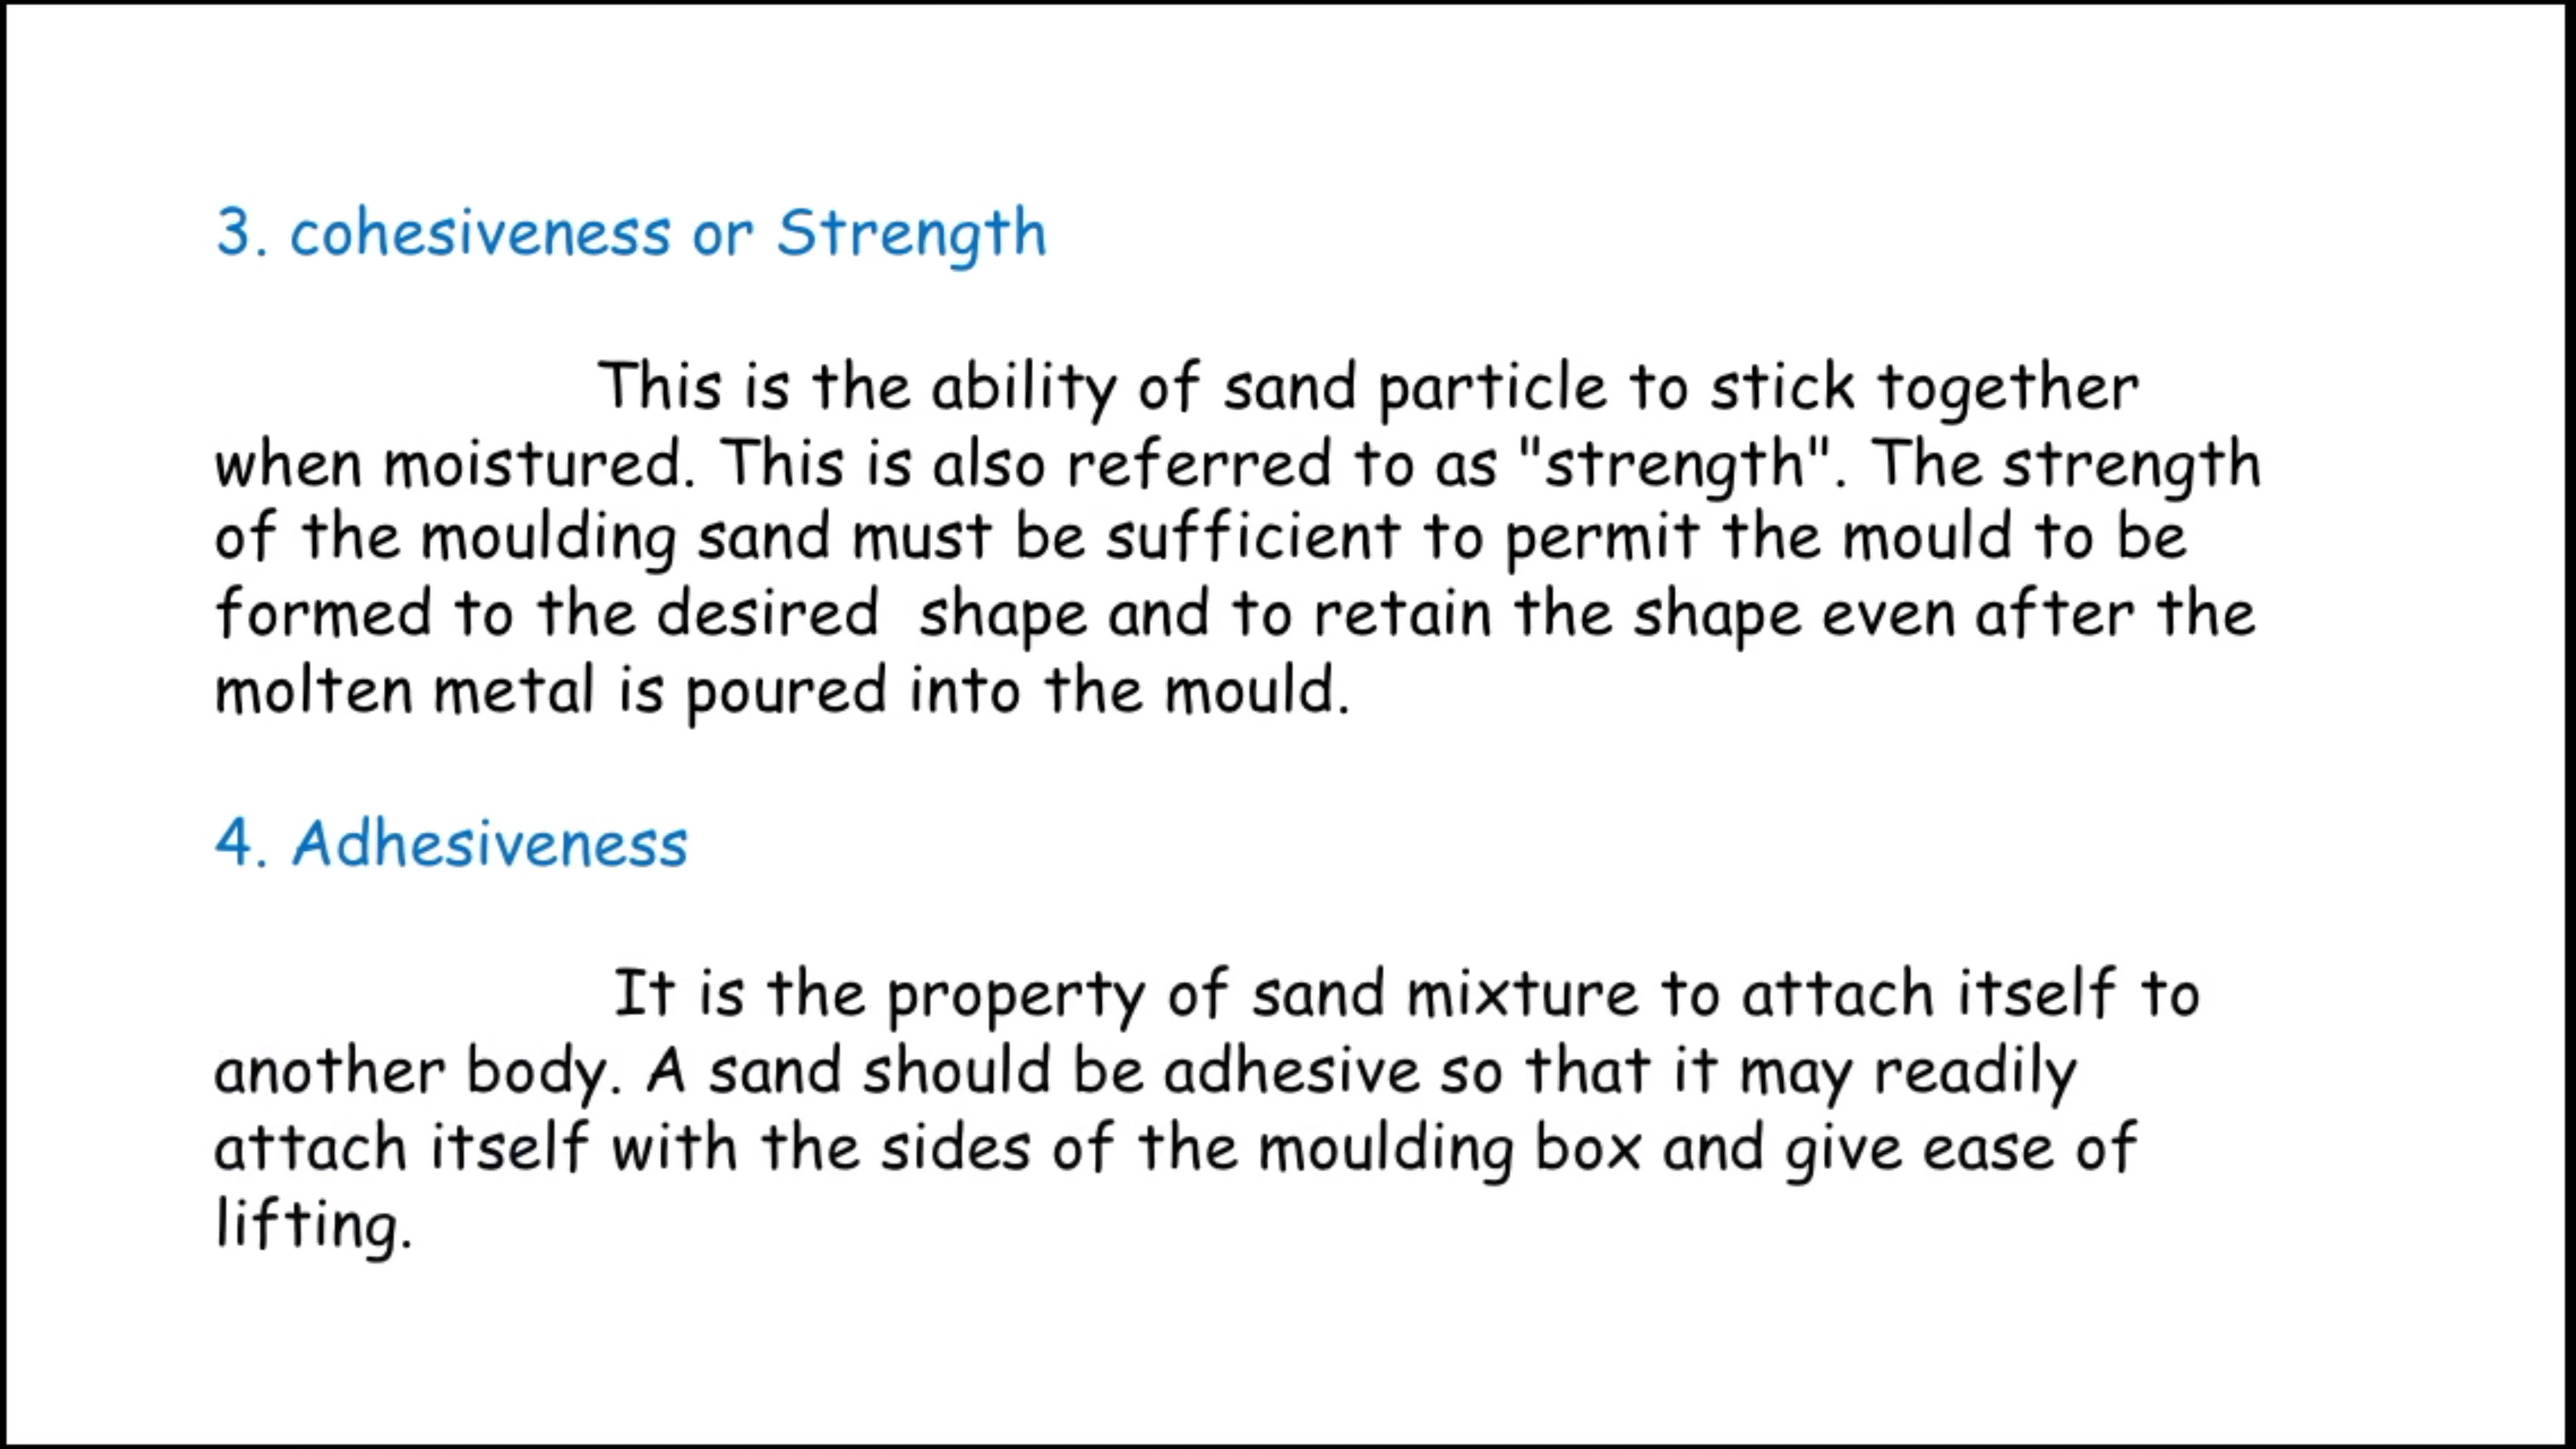 3. cohesiveness or Strength
This is the ability of sand particle to stick together
when moistured. This is also referred to as "strength". The strength
of the moulding sand must be sufficient to permit the mould to be
formed to the desired  shape and to retain the shape even after the
molten metal is poured into the mould.
4. Adhesiveness
It is the property of sand mixture to attach itself to
another body. A sand should be adhesive so that it may readily
attach itself with the sides of the moulding box and give ease of
lifting.